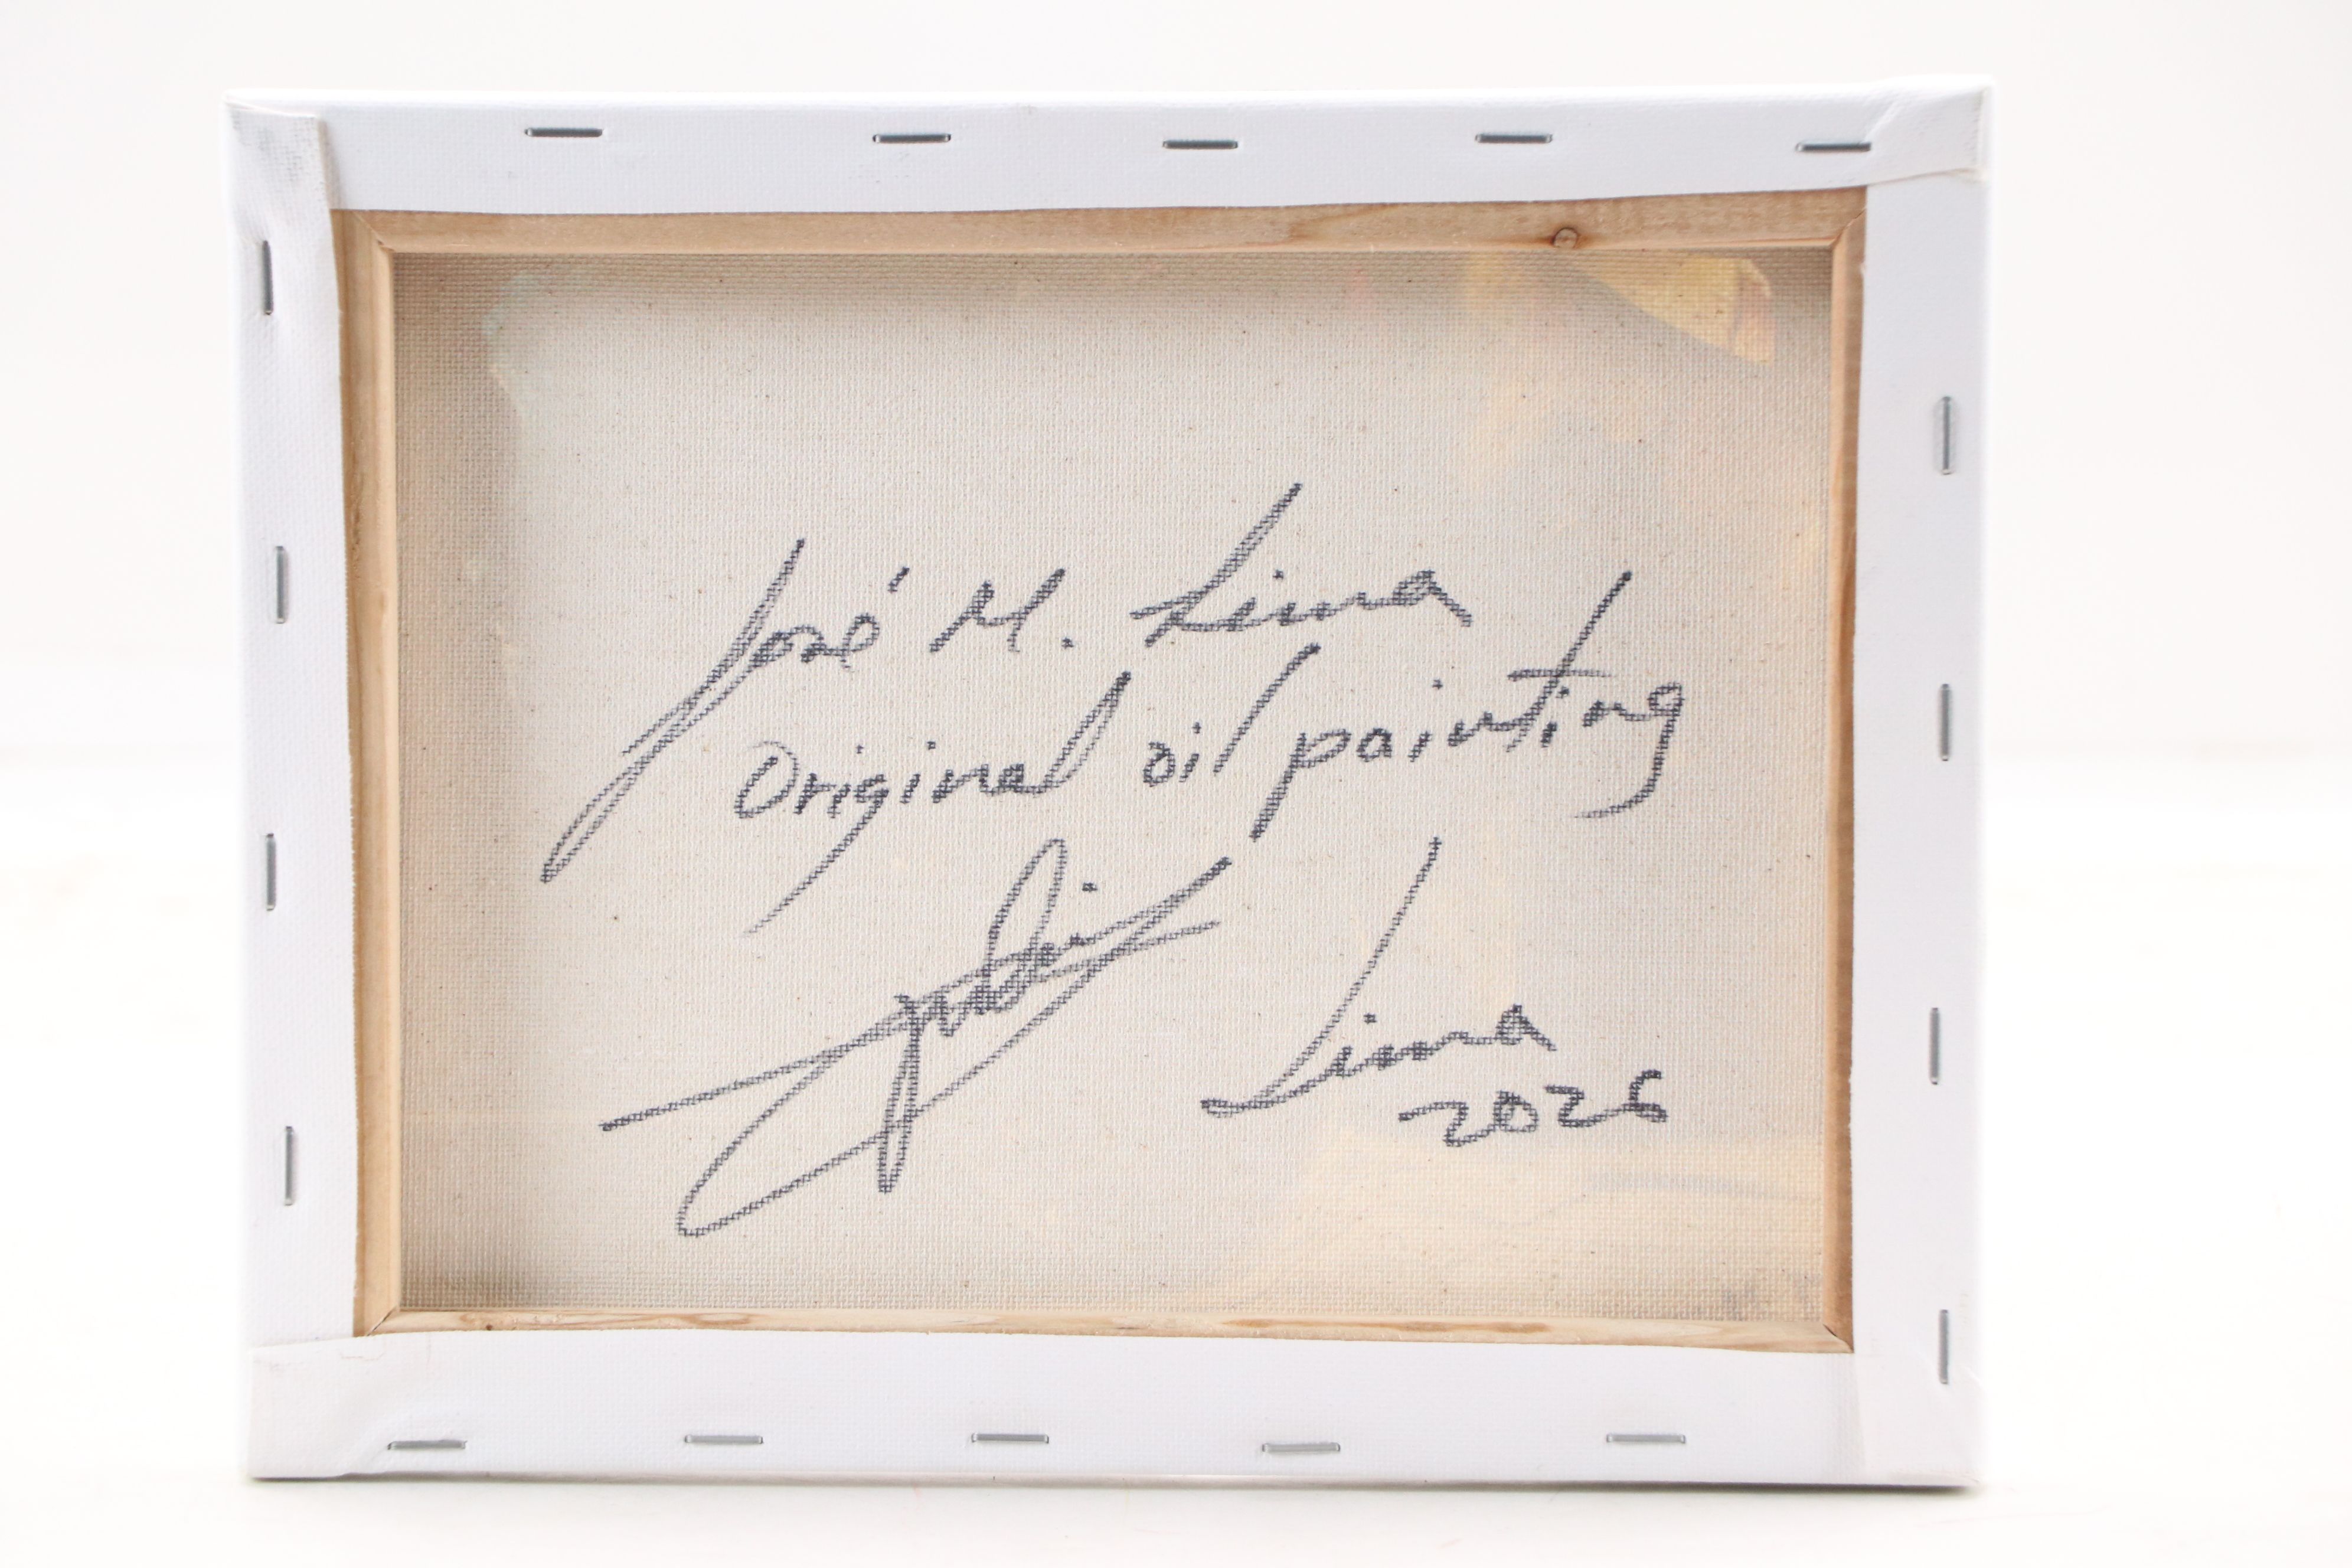 José M. Lima
Original oil painting
Lima
2026